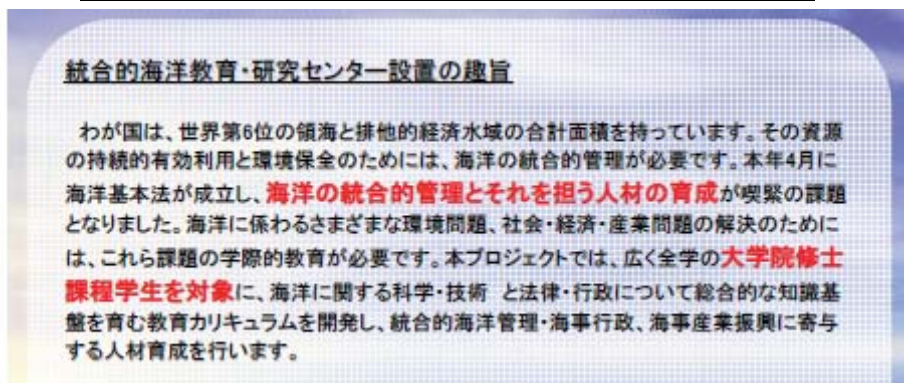 統合的海洋教育・研究センター設置の趣旨
わが国は、世界第6位の領海と排他的経済水域の合計面積を持っています。その資源
の持続的有効利用と環境保全のためには、海洋の統合的管理が必要です。本年4月に
海洋基本法が成立し、海洋の統合的管理とそれを担う人材の育成が喫緊の課題
となりました。海洋に係わるさまざまな環境問題、社会・経済・産業問題の解決のために
は、これら課題の学際的教育が必要です。本プロジェクトでは、広く全学の大学院修士
課程学生を対象に、海洋に関する科学・技術 と法律・行政について総合的な知識基
盤を育む教育カリキュラムを開発し、統合的海洋管理・海事行政、海事産業振興に寄与
する人材育成を行います。